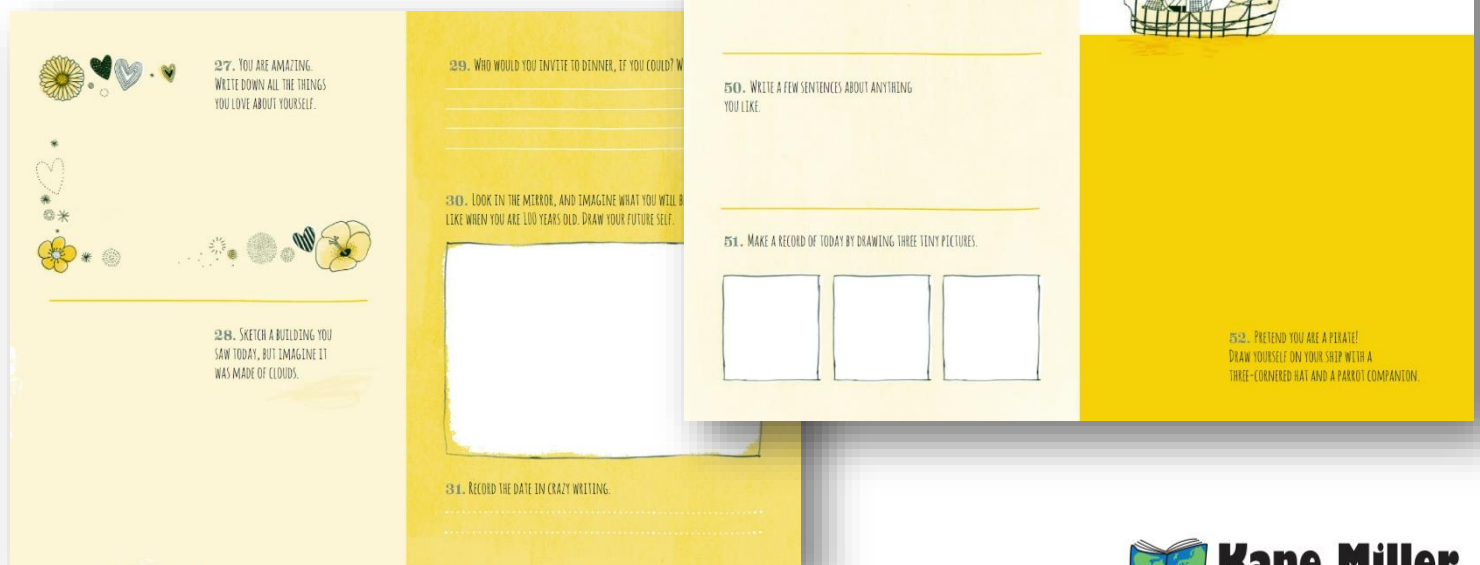 27. YOU ARE AMAZING.
WRITE DOWN ALL THE THINGS
YOU LOVE ABOUT YOURSELF.
28. SKETCH A BUILDING YOU
SAW TODAY, BUT IMAGINE IT
WAS MADE OF CLOUDS.
29. WHO WOULD YOU INVITE TO DINNER, IF YOU COULD? W
30. LOOK IN THE MIRROR, AND IMAGINE WHAT YOU WILL B
LIKE WHEN YOU ARE 100 YEARS OLD. DRAW YOUR FUTURE SELF.
31. RECORD THE DATE IN CRAZY WRITING.
50. WRITE A FEW SENTENCES ABOUT ANYTHING
YOU LIKE.
51. MAKE A RECORD OF TODAY BY DRAWING THREE TINY PICTURES.
52. PRETEND YOU ARE A PIRATE!
DRAW YOURSELF ON YOUR SHIP WITH A
THREE-CORNERED HAT AND A PARROT COMPANION.
Kane Miller